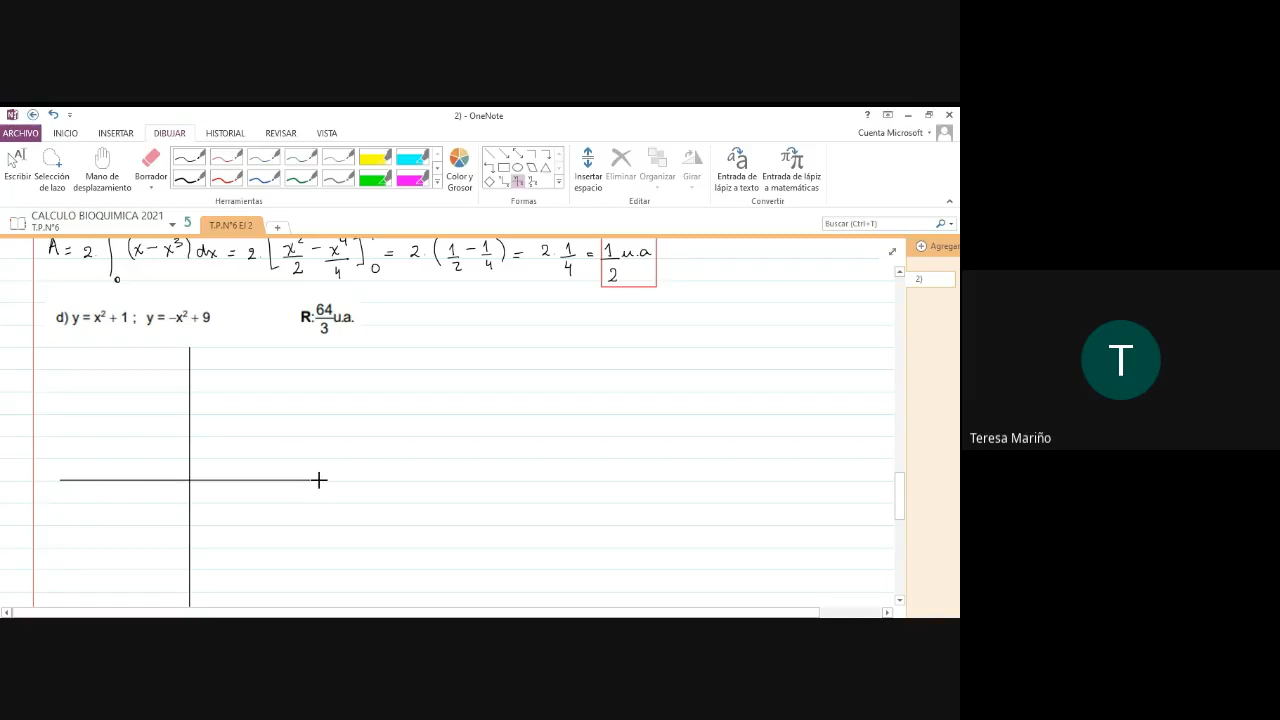 2) - OneNote
ARCHIVO INICIO INSERTAR DIBUJAR HISTORIAL REVISAR VISTA
Cuenta Microsoft
Escribir
Selección de lazo
Mano de desplazamiento
Borrador
Color y Grosor
Insertar espacio
Eliminar
Organizar
Girar
Entrada de lápiz a texto
Entrada de lápiz a matemáticas
Herramientas Formas Editar Convertir
CALCULO BIOQUIMICA 2021
T.P.N°6
T.P.N°6 EJ 2
Buscar (Ctrl+T)
Agregar
2)
A = 2. ∫₀ (x - x³) dx = 2. [x²/2 - x⁴/4]₀¹ = 2. (1/2 - 1/4) = 2. 1/4 = 1/2 u.a
d) y = x² + 1 ; y = –x² + 9 R: 64/3 u.a.
T
Teresa Mariño